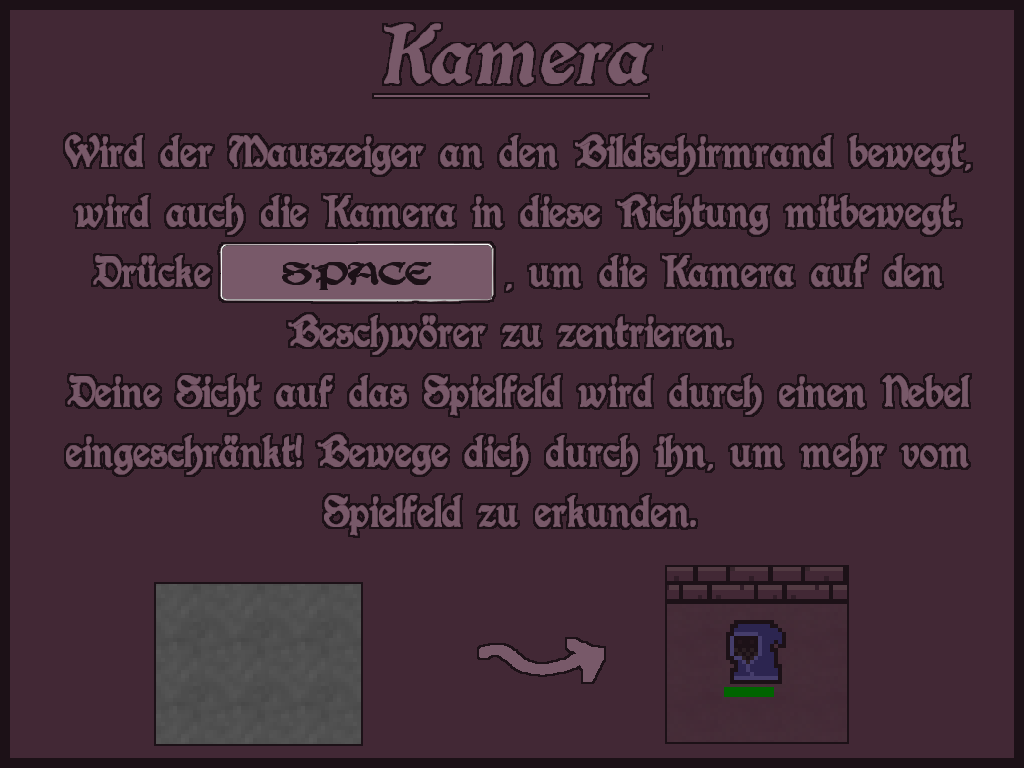 Kamera
Wird der Mauszeiger an den Bildschirmrand bewegt,
wird auch die Kamera in diese Richtung mitbewegt.
Drücke SPACE , um die Kamera auf den
Beschwörer zu zentrieren.
Deine Sicht auf das Spielfeld wird durch einen Nebel
eingeschränkt! Bewege dich durch ihn, um mehr vom
Spielfeld zu erkunden.